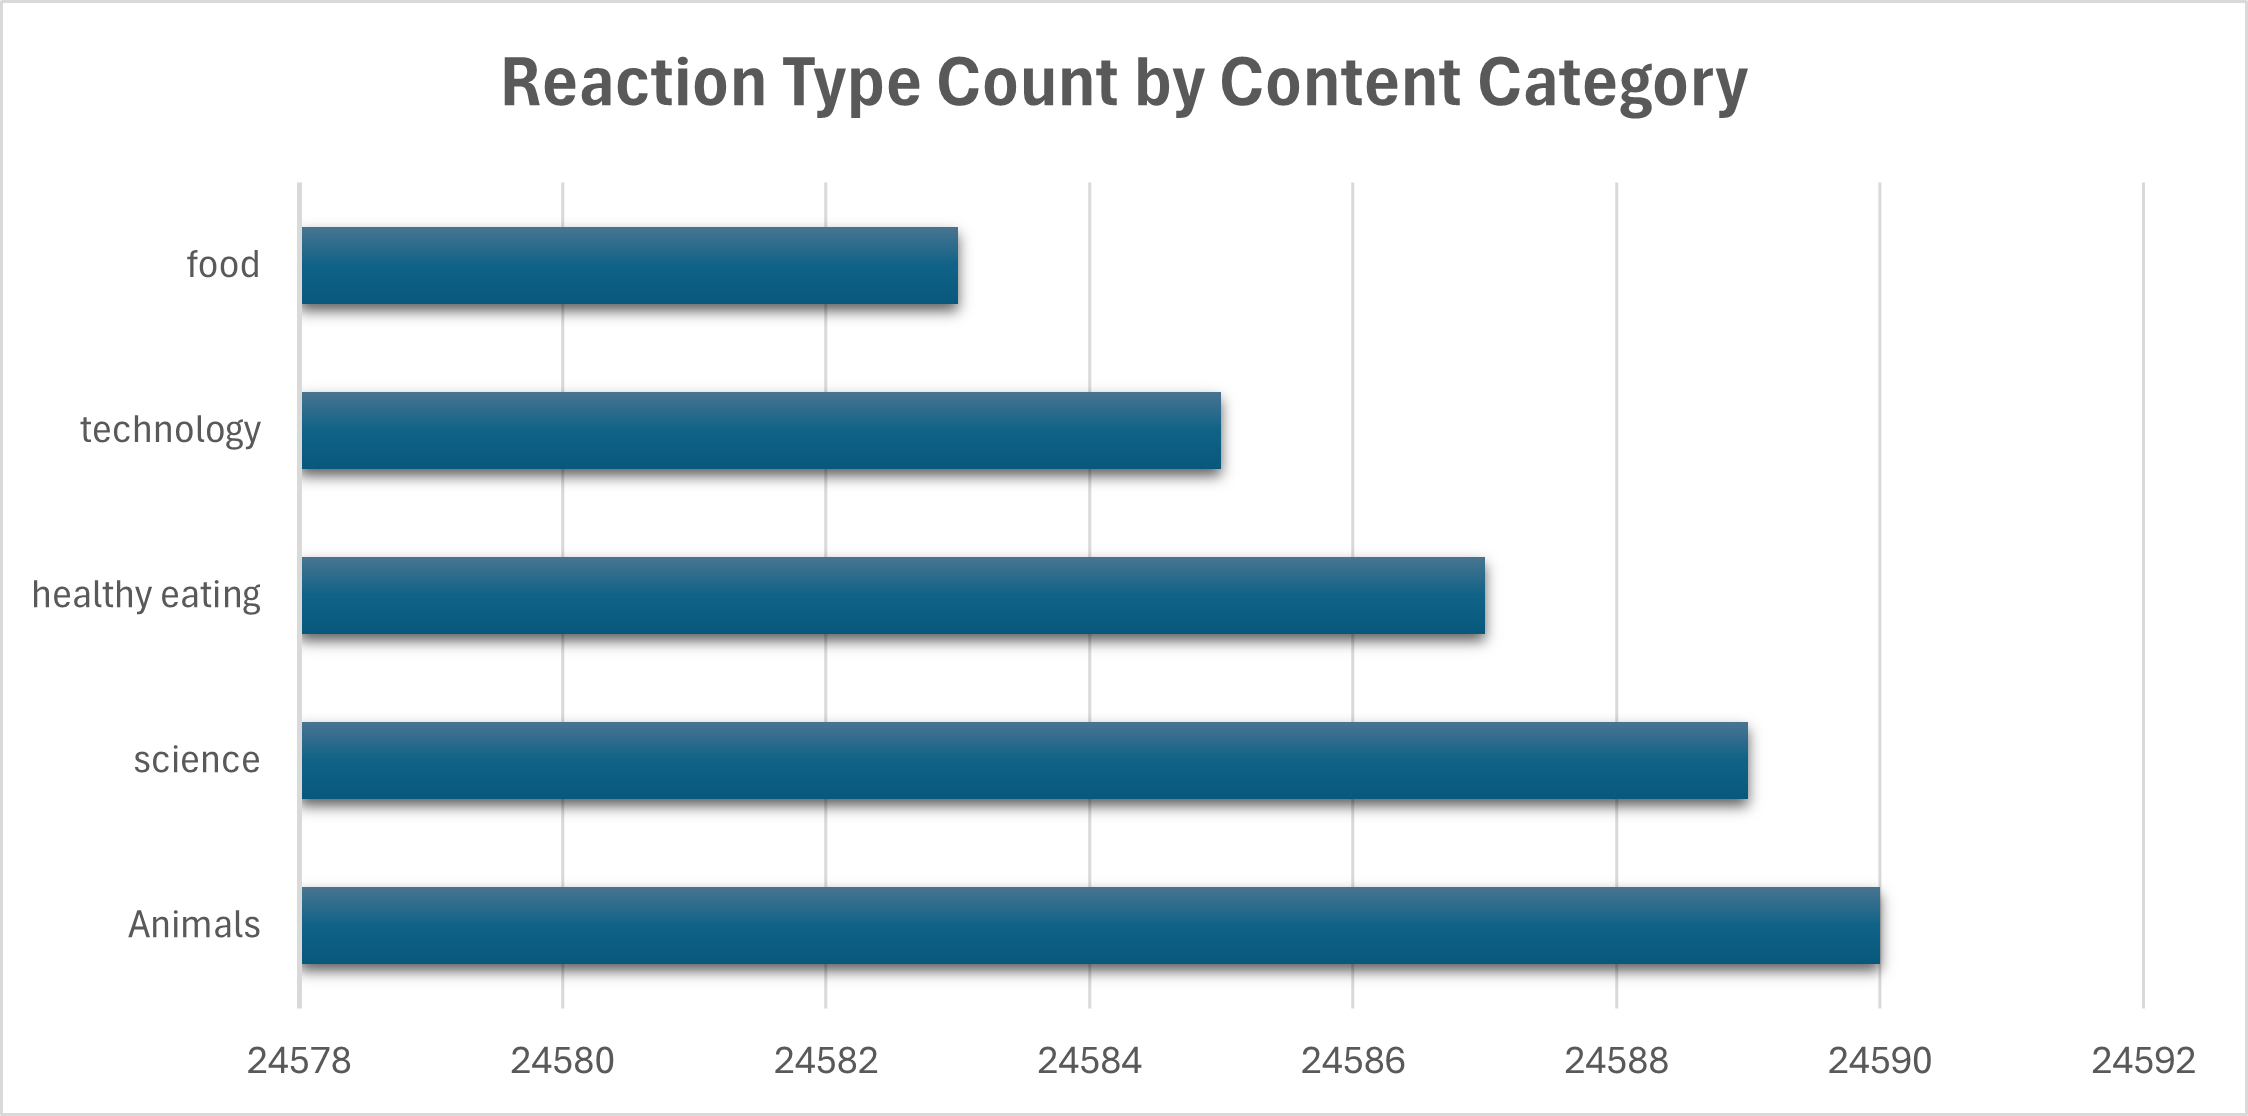 Reaction Type Count by Content Category
food
technology
healthy eating
science
Animals
24578 24580 24582 24584 24586 24588 24590 24592